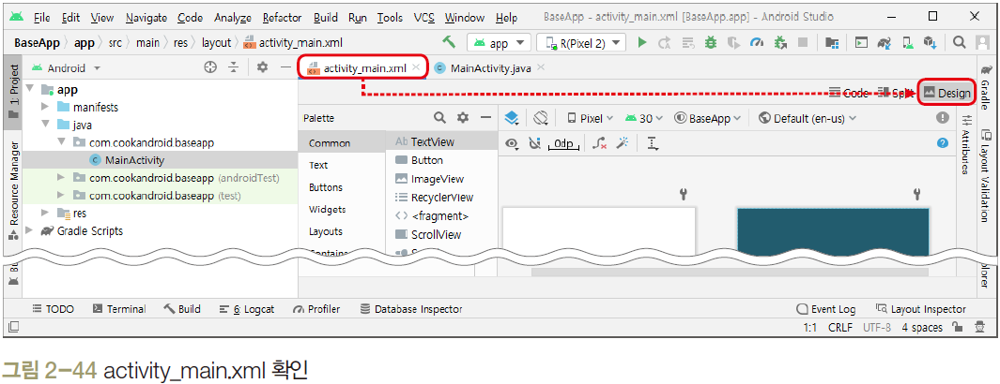 File Edit View Navigate Code Analyze Refactor Build Run Tools VCS Window Help BaseApp - activity_main.xml [BaseApp.app] - Android Studio
BaseApp app src main res layout activity_main.xml app R(Pixel 2)
1: Project
Resource Manager
Android
app
manifests
java
com.cookandroid.baseapp
MainActivity
com.cookandroid.baseapp (androidTest)
com.cookandroid.baseapp (test)
res
Gradle Scripts
activity_main.xml MainActivity.java
Code Split Design
Palette
Common
Text
Buttons
Widgets
Layouts
Ab TextView
Button
ImageView
RecyclerView
<fragment>
ScrollView
Pixel 30 BaseApp Default (en-us)
0dp
Gradle
Layout Validation
Attributes
TODO Terminal Build 6: Logcat Profiler Database Inspector Event Log Layout Inspector
1:1 CRLF UTF-8 4 spaces
그림 2-44 activity_main.xml 확인